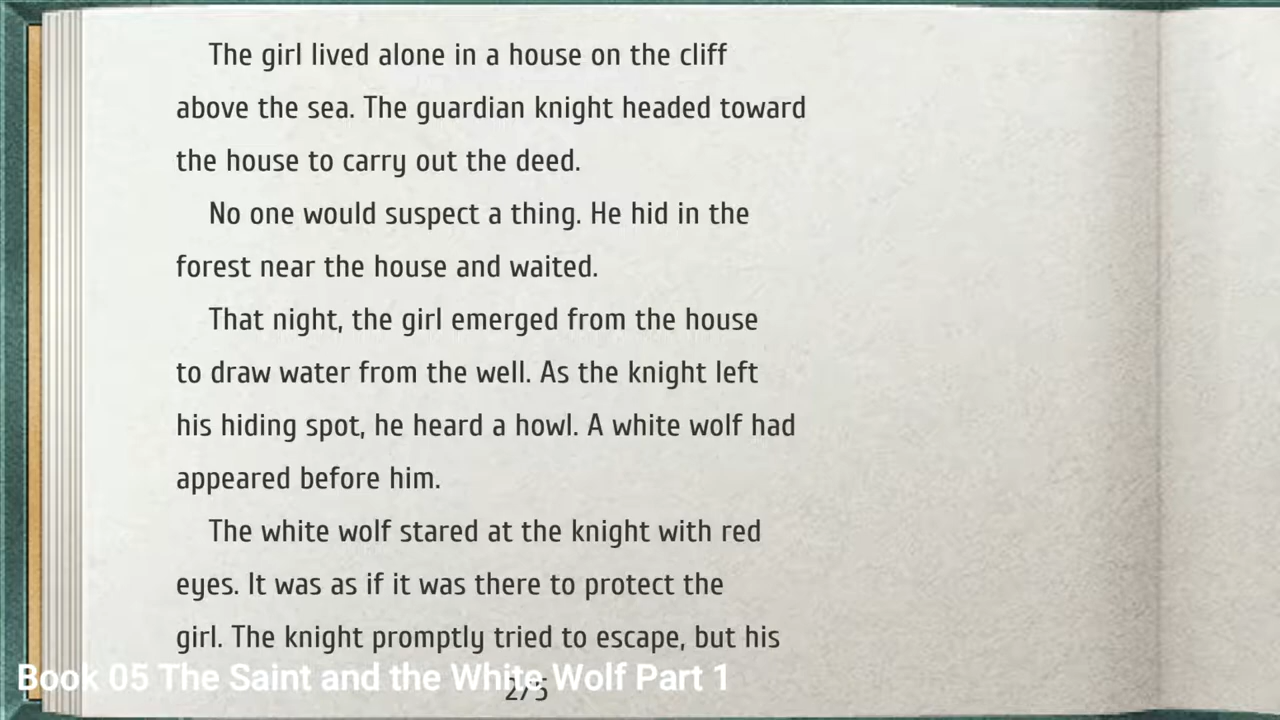 The girl lived alone in a house on the cliff
above the sea. The guardian knight headed toward
the house to carry out the deed.
No one would suspect a thing. He hid in the
forest near the house and waited.
That night, the girl emerged from the house
to draw water from the well. As the knight left
his hiding spot, he heard a howl. A white wolf had
appeared before him.
The white wolf stared at the knight with red
eyes. It was as if it was there to protect the
girl. The knight promptly tried to escape, but his
Book 05 The Saint and the White Wolf Part 1
2/5